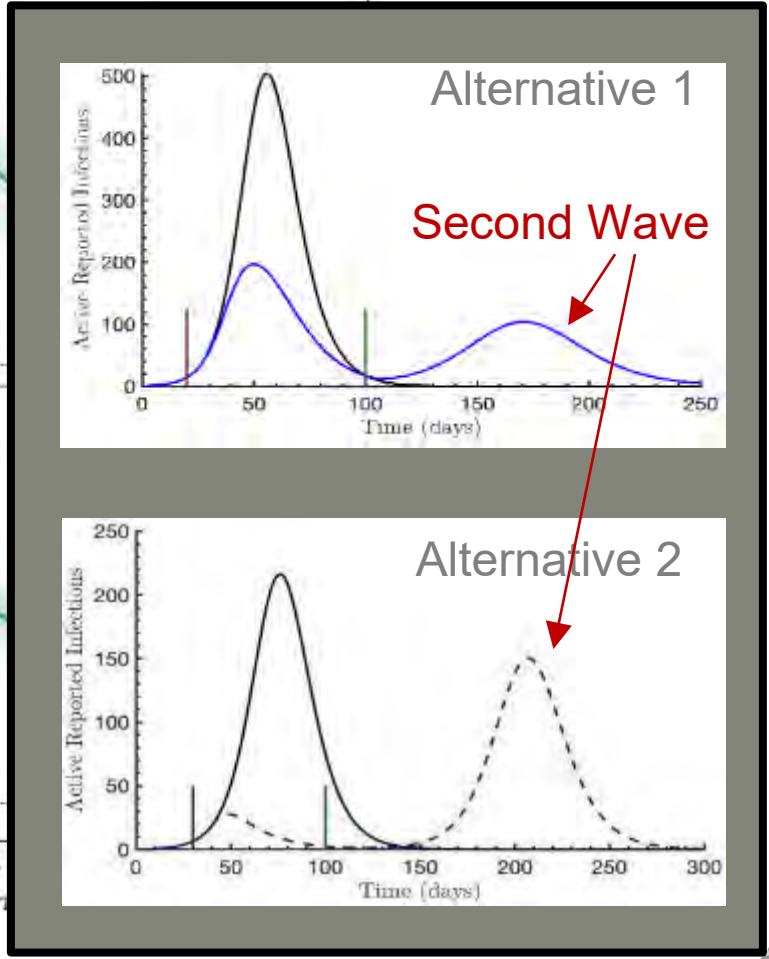 Alternative 1
Second Wave
Active Reported Infections
500
400
300
200
100
0
0 50 100 150 200 250
Time (days)
Alternative 2
Active Reported Infections
250
200
150
100
50
0
0 50 100 150 200 250 300
Time (days)